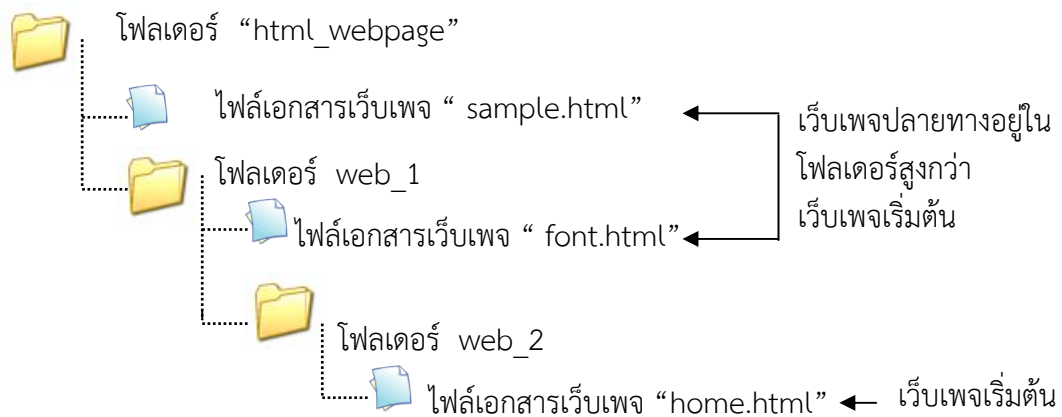 โฟลเดอร์ “html_webpage”
ไฟล์เอกสารเว็บเพจ “ sample.html”
เว็บเพจปลายทางอยู่ใน
โฟลเดอร์สูงกว่า
เว็บเพจเริ่มต้น
โฟลเดอร์ web_1
ไฟล์เอกสารเว็บเพจ “ font.html”
โฟลเดอร์ web_2
ไฟล์เอกสารเว็บเพจ “home.html”
เว็บเพจเริ่มต้น